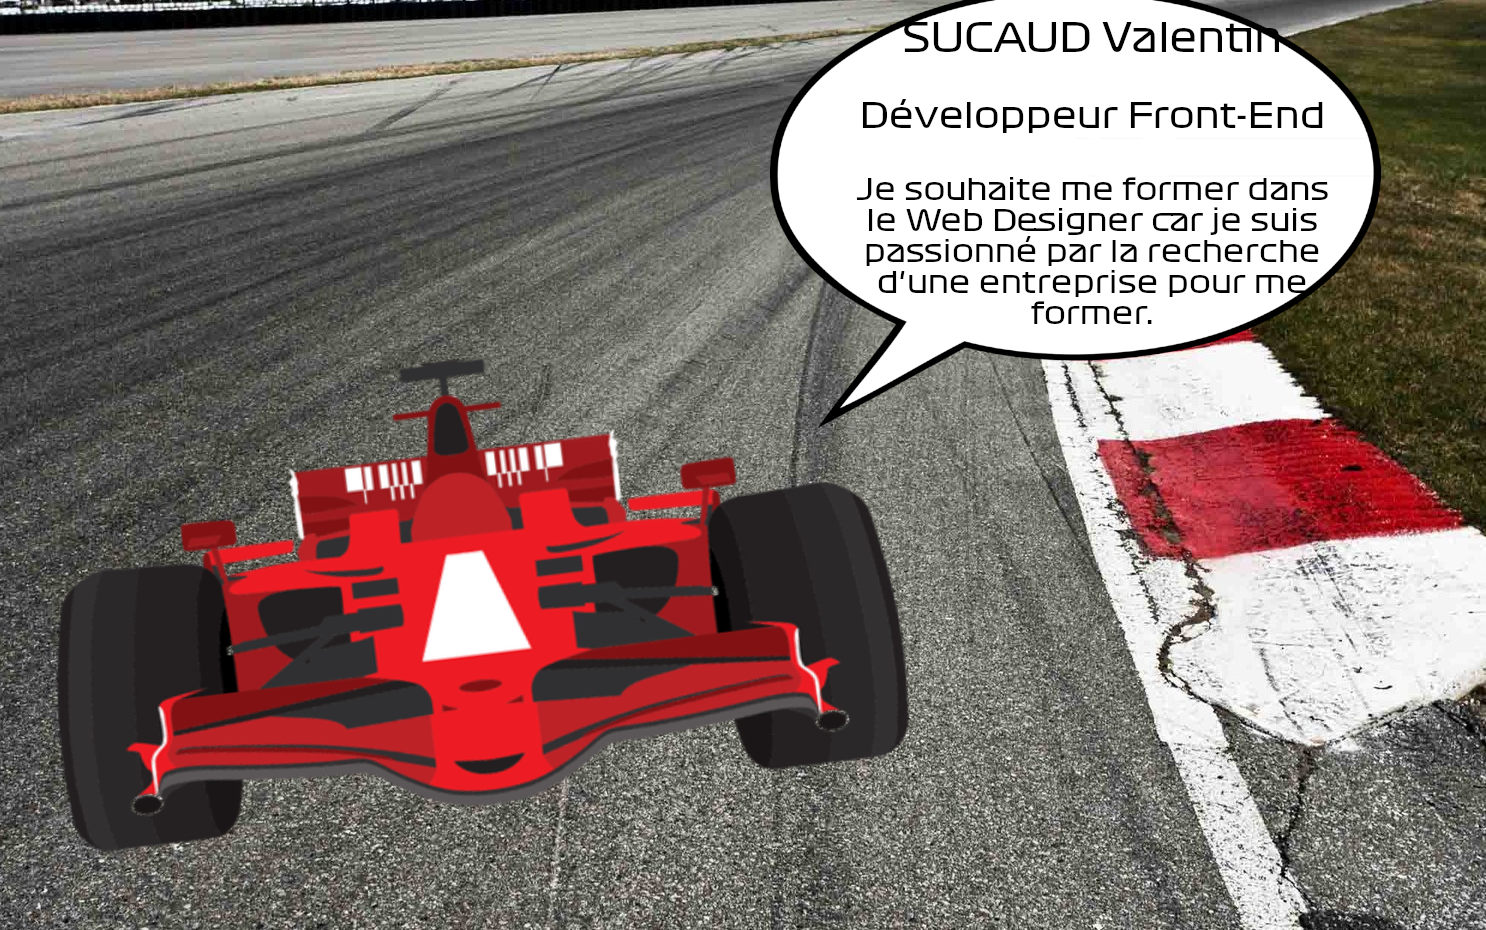 SUCAUD Valentin
Développeur Front-End
Je souhaite me former dans
le Web Designer car je suis
passionné par la recherche
d'une entreprise pour me
former.